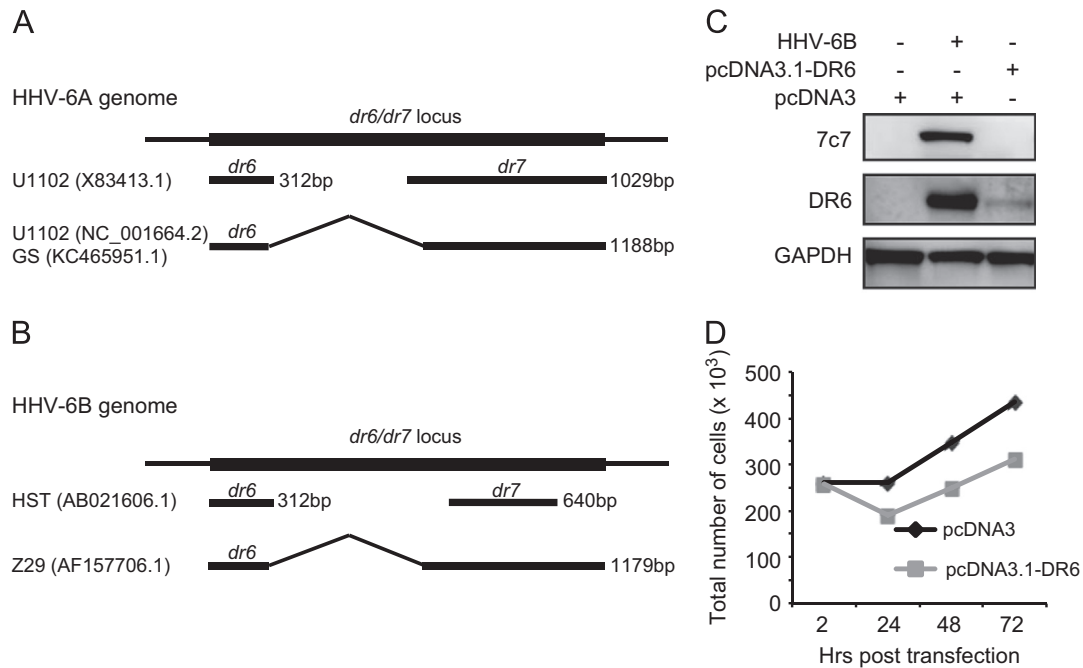 A
HHV-6A genome
dr6/dr7 locus
U1102 (X83413.1)
dr6
312bp
dr7
1029bp
U1102 (NC_001664.2)
GS (KC465951.1)
dr6
1188bp
B
HHV-6B genome
dr6/dr7 locus
HST (AB021606.1)
dr6
312bp
dr7
640bp
Z29 (AF157706.1)
dr6
1179bp
C
HHV-6B - + -
pcDNA3.1-DR6 - - +
pcDNA3 + + -
7c7
DR6
GAPDH
D
Total number of cells (x 10³)
500
400
300
200
100
0
2 24 48 72
Hrs post transfection
pcDNA3
pcDNA3.1-DR6